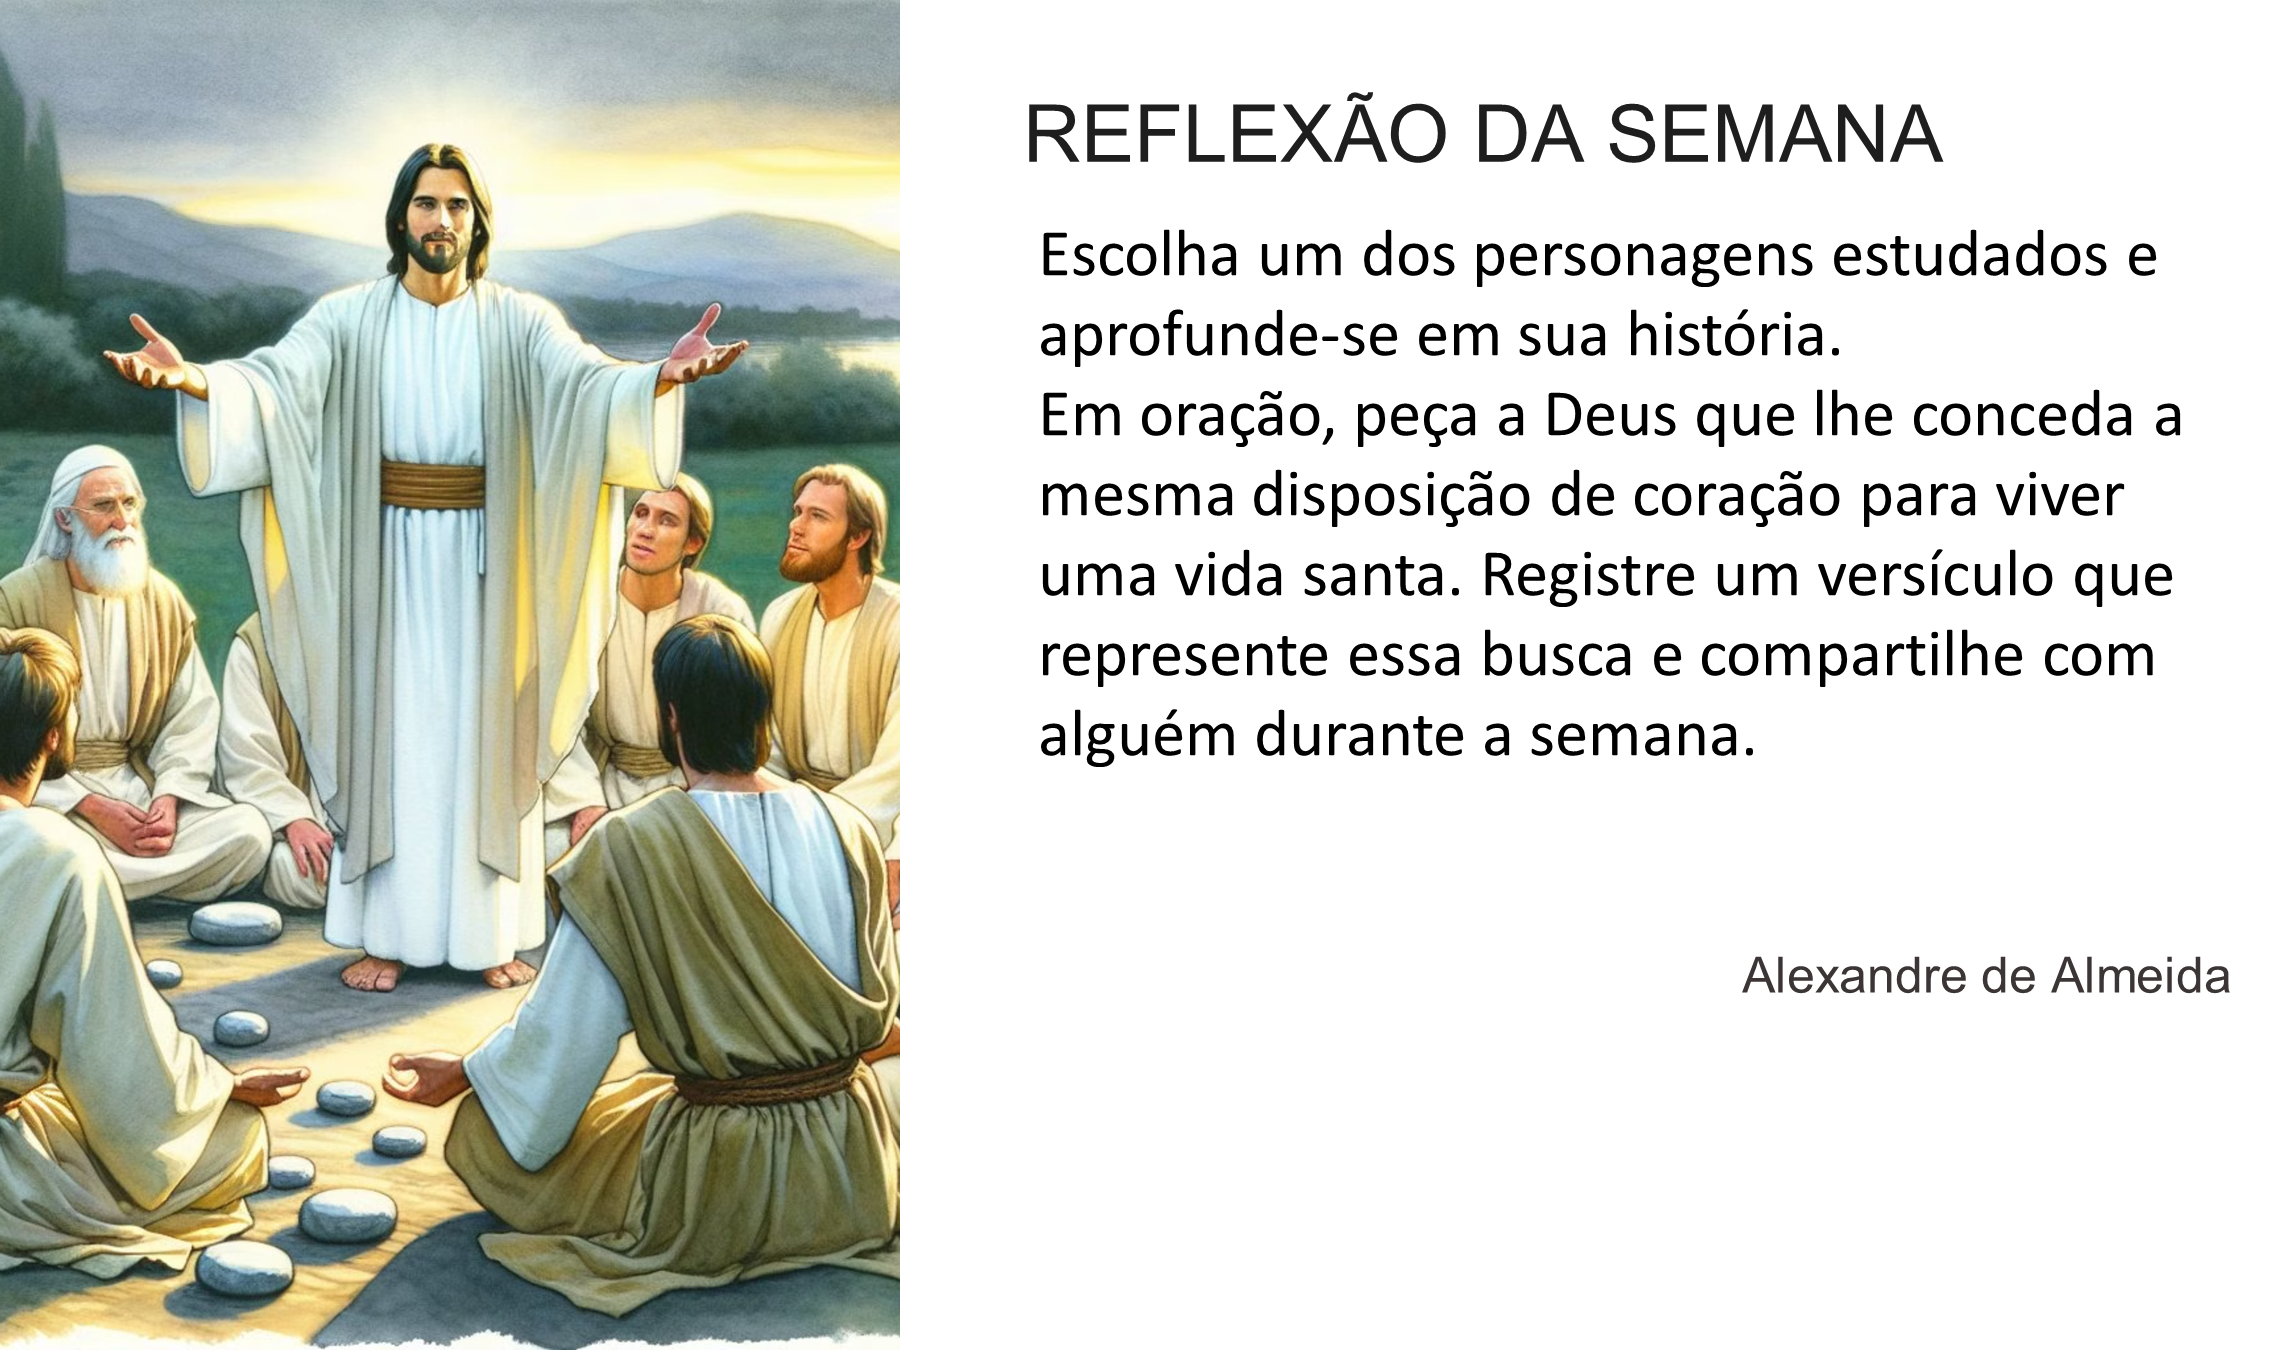 REFLEXÃO DA SEMANA
Escolha um dos personagens estudados e
aprofunde-se em sua história.
Em oração, peça a Deus que lhe conceda a
mesma disposição de coração para viver
uma vida santa. Registre um versículo que
represente essa busca e compartilhe com
alguém durante a semana.
Alexandre de Almeida